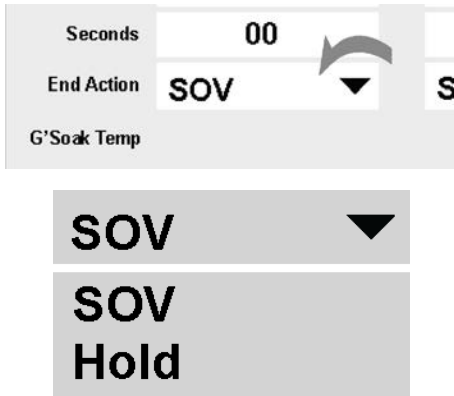 Seconds 00
End Action SOV S
G'Soak Temp
SOV
SOV
Hold